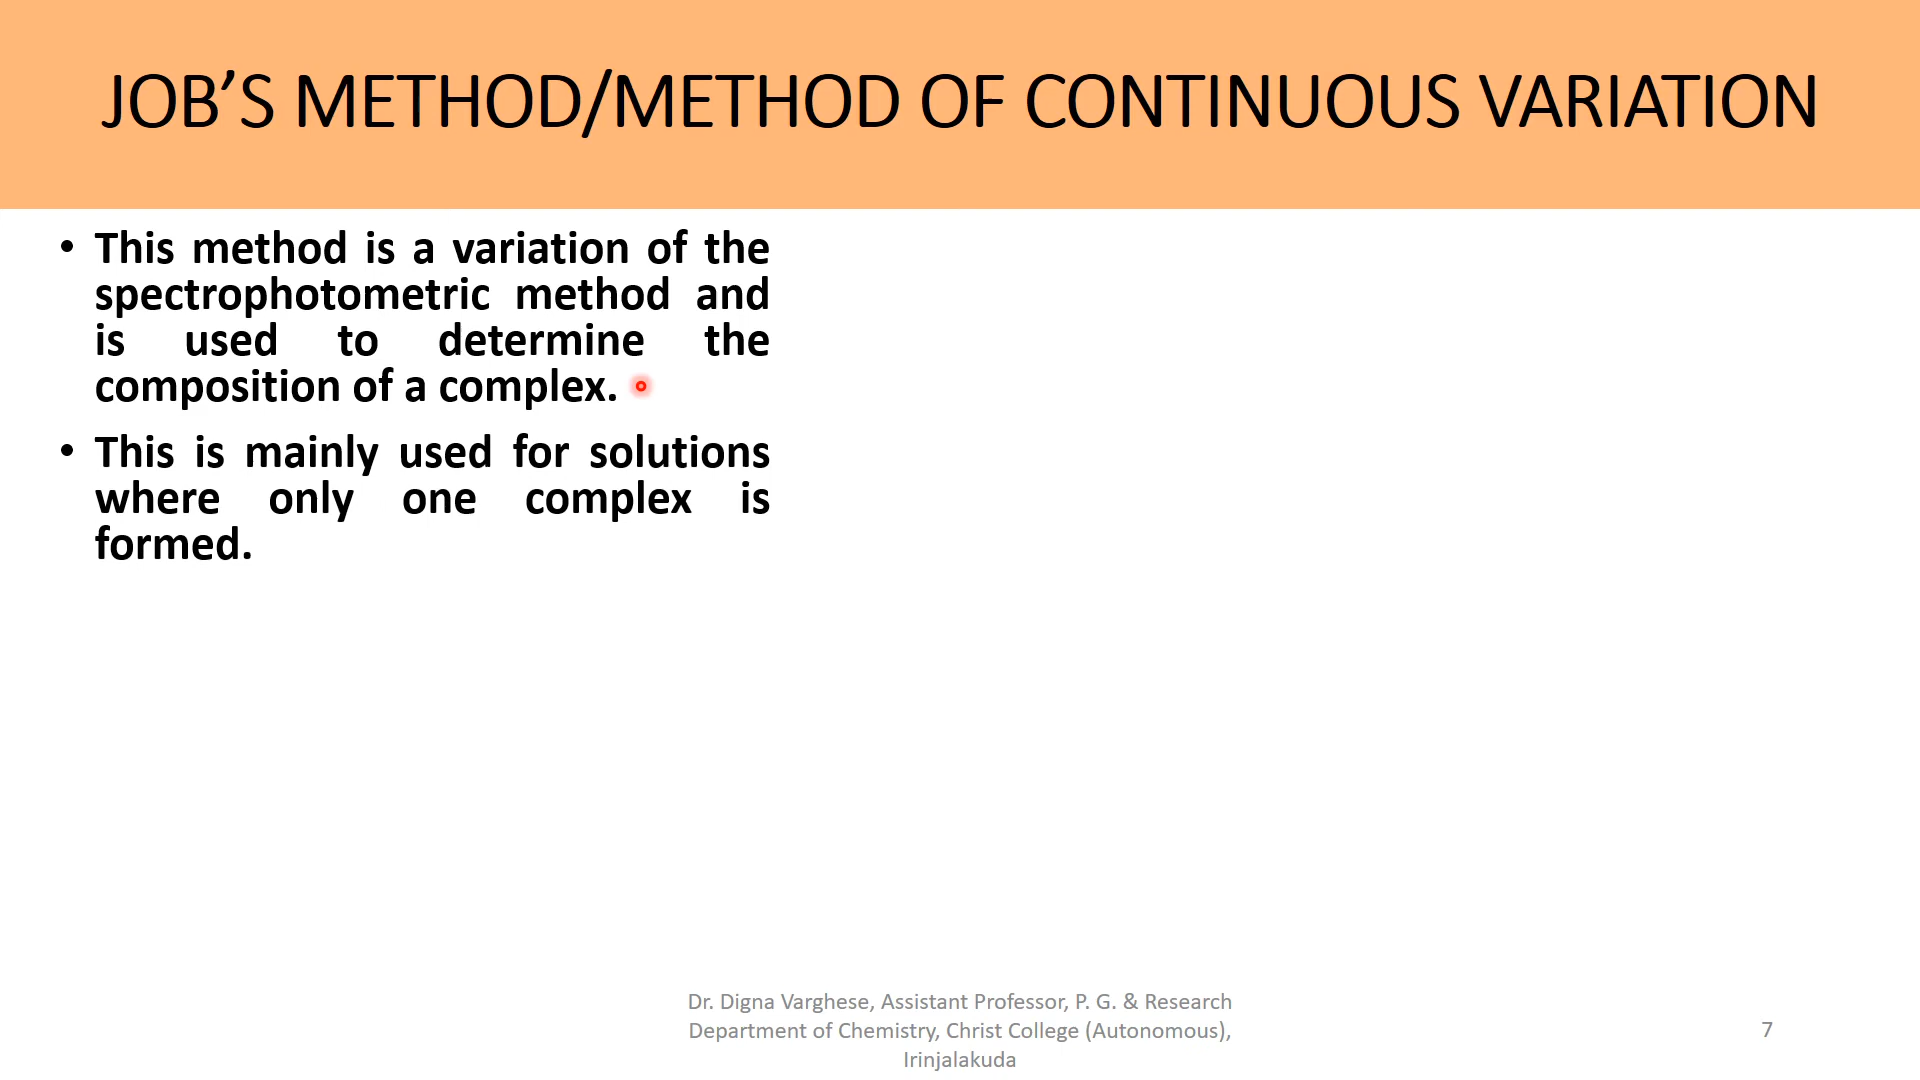 JOB’S METHOD/METHOD OF CONTINUOUS VARIATION
• This method is a variation of the
spectrophotometric method and
is used to determine the
composition of a complex.
• This is mainly used for solutions
where only one complex is
formed.
Dr. Digna Varghese, Assistant Professor, P. G. & Research
Department of Chemistry, Christ College (Autonomous),
Irinjalakuda
7